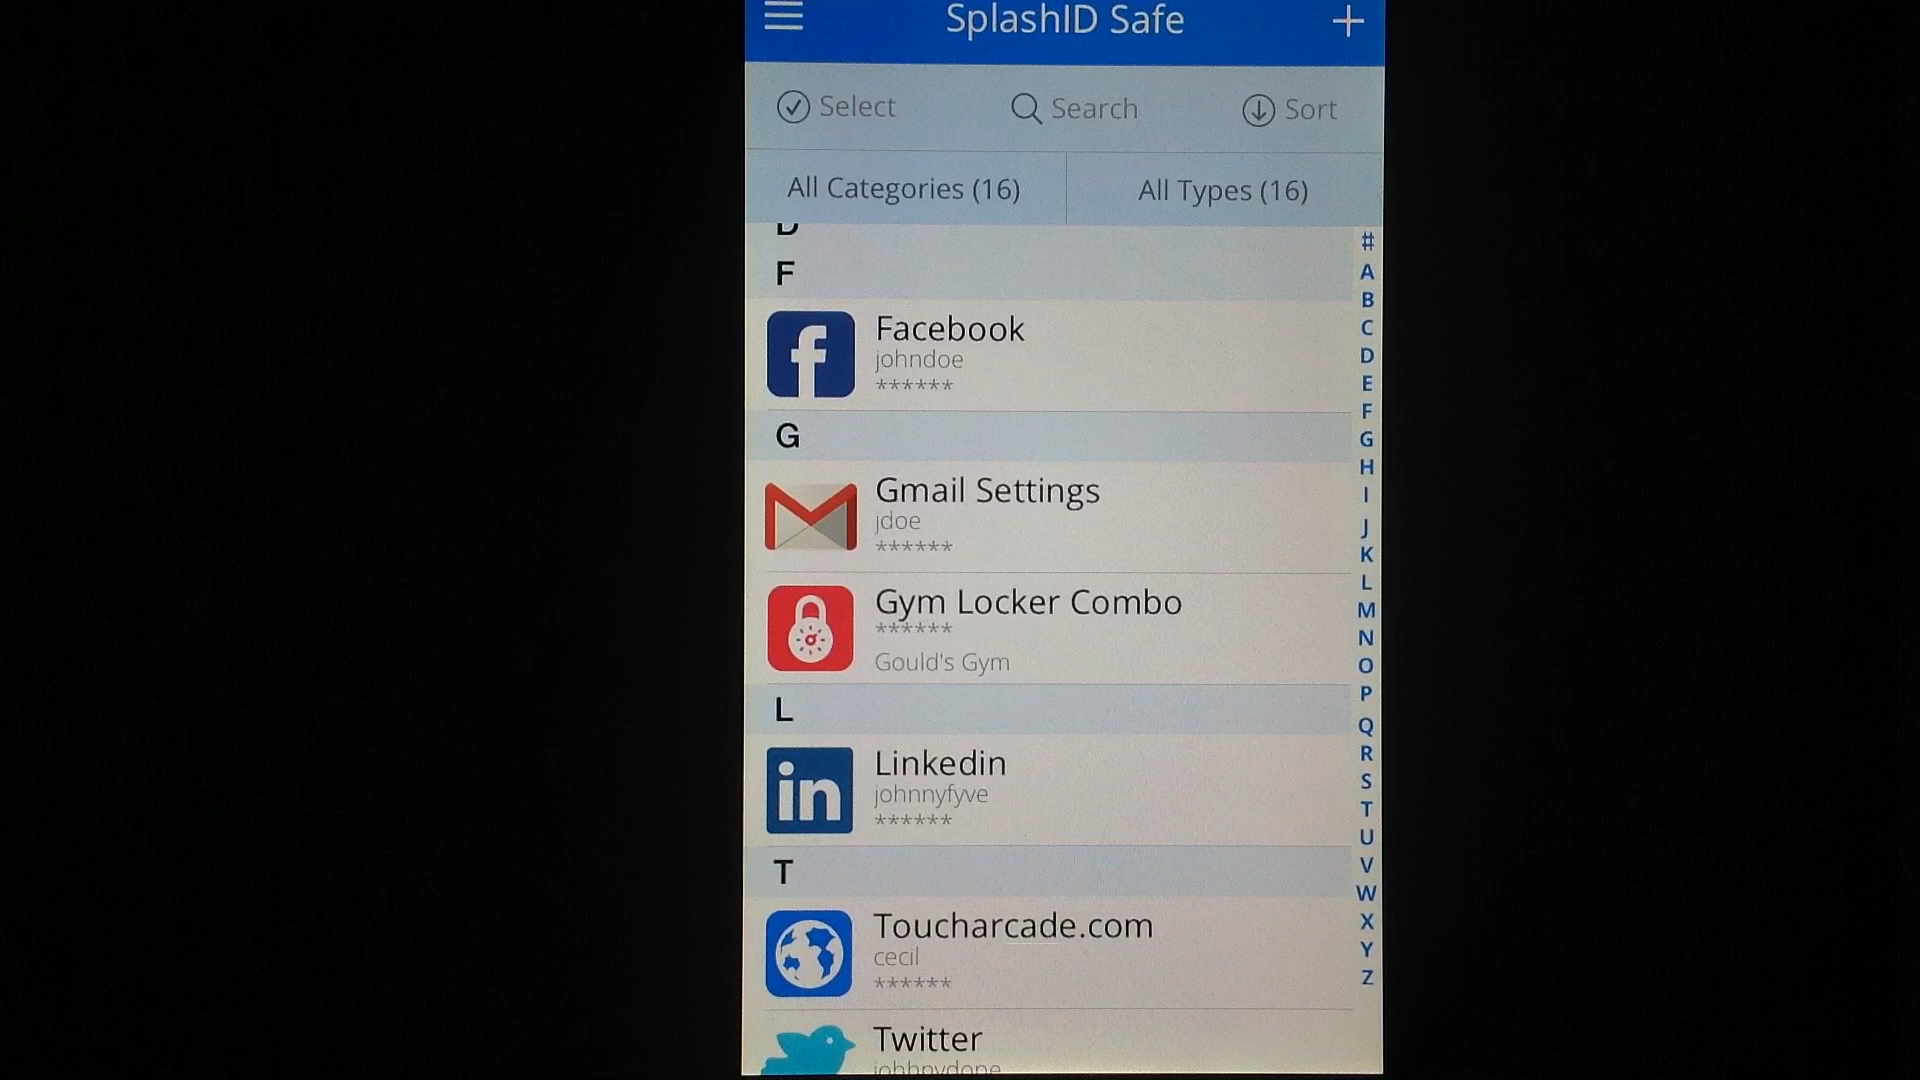 SplashID Safe +
Select Search Sort
All Categories (16) All Types (16)
D
F
Facebook
johndoe
******
G
Gmail Settings
jdoe
******
Gym Locker Combo
******
Gould's Gym
L
in
Linkedin
johnnyfyve
******
T
Toucharcade.com
cecil
******
Twitter
#
A
B
C
D
E
F
G
H
I
J
K
L
M
N
O
P
Q
R
S
T
U
V
W
X
Y
Z